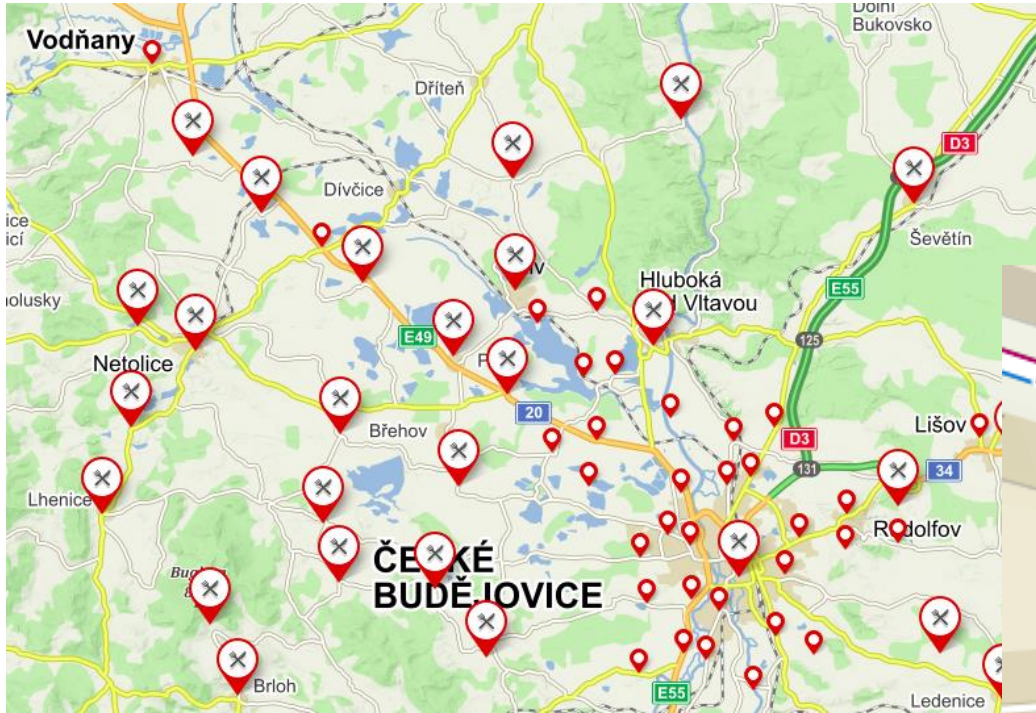 Vodňany
Dolní
Bukovsko
Dříteň
D3
Dívčice
Ševětín
Hluboká
Vltavou
E55
E49
125
Netolice
20
Břehov
D3
Lišov
131
34
Lhenice
Rudolfov
ČESKÉ
BUDĚJOVICE
Brloh
E55
Ledenice